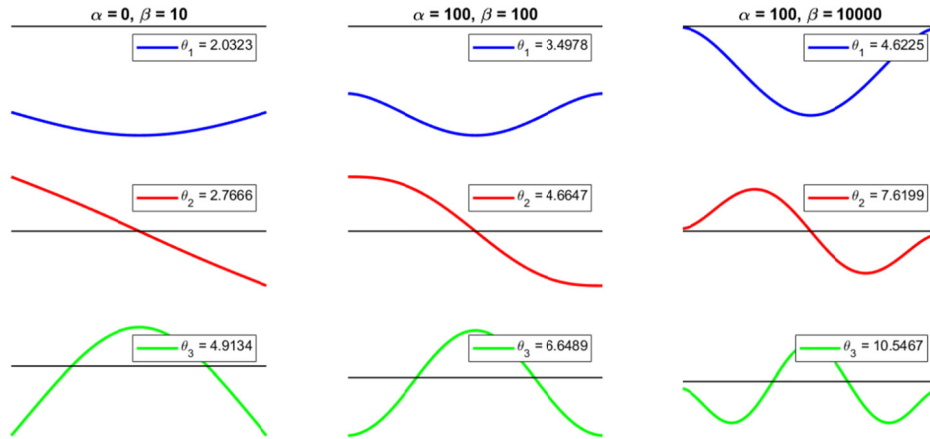 α = 0, β = 10
θ1 = 2.0323
θ2 = 2.7666
θ3 = 4.9134
α = 100, β = 100
θ1 = 3.4978
θ2 = 4.6647
θ3 = 6.6489
α = 100, β = 10000
θ1 = 4.6225
θ2 = 7.6199
θ3 = 10.5467